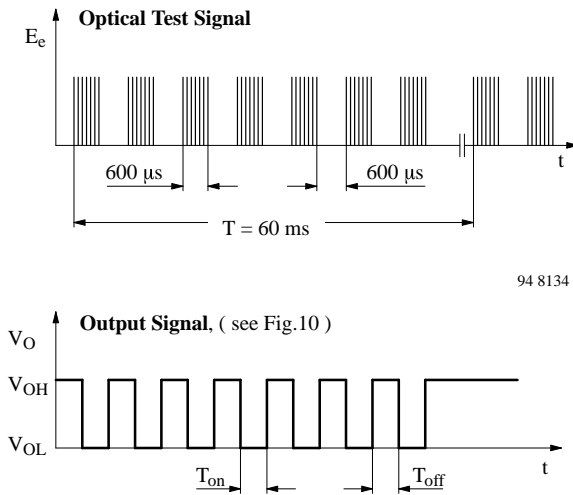 Optical Test Signal
Eₑ
t
600 μs
600 μs
T = 60 ms
94 8134
Output Signal, ( see Fig.10 )
V_O
V_OH
V_OL
t
T_on
T_off